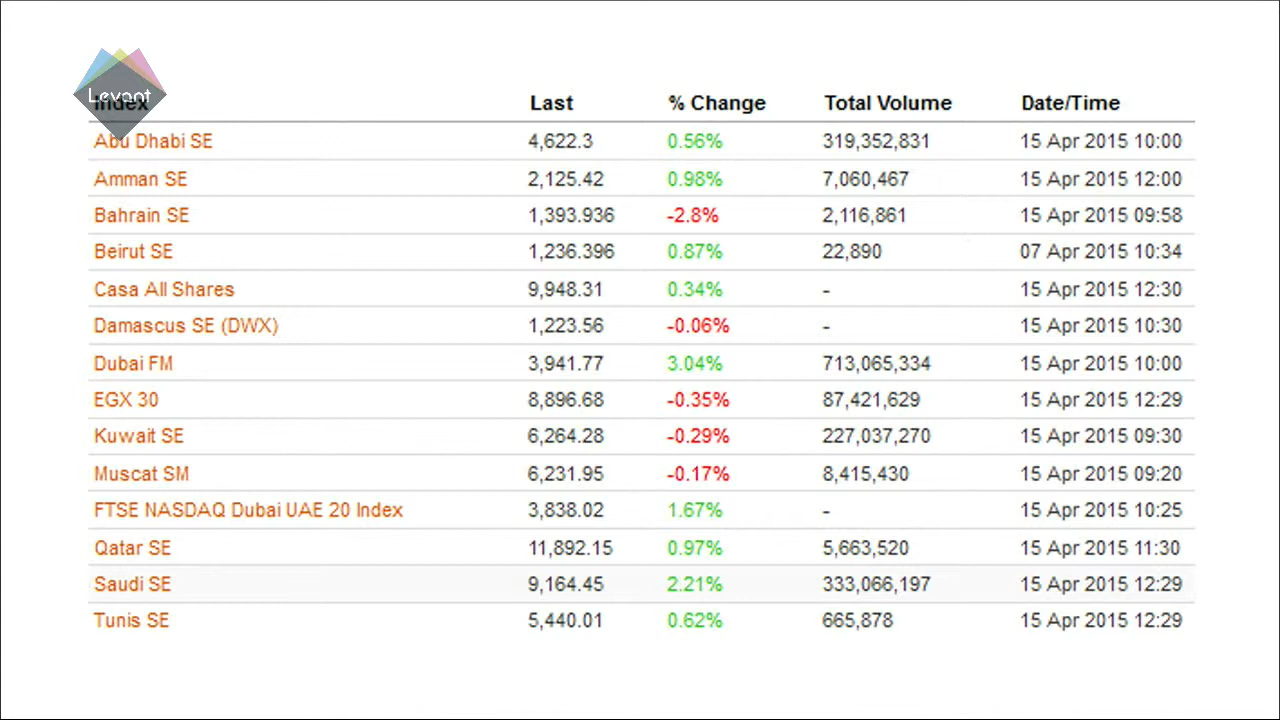 Levant
Index Last % Change Total Volume Date/Time
Abu Dhabi SE 4,622.3 0.56% 319,352,831 15 Apr 2015 10:00
Amman SE 2,125.42 0.98% 7,060,467 15 Apr 2015 12:00
Bahrain SE 1,393.936 -2.8% 2,116,861 15 Apr 2015 09:58
Beirut SE 1,236.396 0.87% 22,890 07 Apr 2015 10:34
Casa All Shares 9,948.31 0.34% - 15 Apr 2015 12:30
Damascus SE (DWX) 1,223.56 -0.06% - 15 Apr 2015 10:30
Dubai FM 3,941.77 3.04% 713,065,334 15 Apr 2015 10:00
EGX 30 8,896.68 -0.35% 87,421,629 15 Apr 2015 12:29
Kuwait SE 6,264.28 -0.29% 227,037,270 15 Apr 2015 09:30
Muscat SM 6,231.95 -0.17% 8,415,430 15 Apr 2015 09:20
FTSE NASDAQ Dubai UAE 20 Index 3,838.02 1.67% - 15 Apr 2015 10:25
Qatar SE 11,892.15 0.97% 5,663,520 15 Apr 2015 11:30
Saudi SE 9,164.45 2.21% 333,066,197 15 Apr 2015 12:29
Tunis SE 5,440.01 0.62% 665,878 15 Apr 2015 12:29